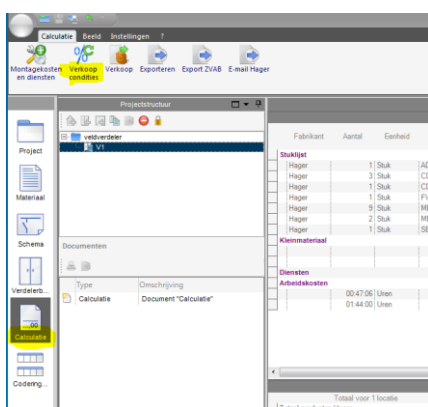 Calculatie Beeld Instellingen ?
Montagekosten en diensten
Verkoop condities
Verkoop
Exporteren
Export ZVAB
E-mail Hager
Projectstructuur
Project
Materiaal
Schema
Verdelerb...
,00
Calculatie
Codering...
veldverdeler
V1
Documenten
Type Omschrijving
Calculatie Document "Calculatie"
Fabrikant Aantal Eenheid
Stuklijst
Hager 1 Stuk
Hager 3 Stuk
Hager 1 Stuk
Hager 1 Stuk
Hager 9 Stuk
Hager 2 Stuk
Hager 1 Stuk
Kleinmateriaal
Diensten
Arbeidskosten
00:47:06 Uren
01:44:00 Uren
Totaal voor 1 locatie